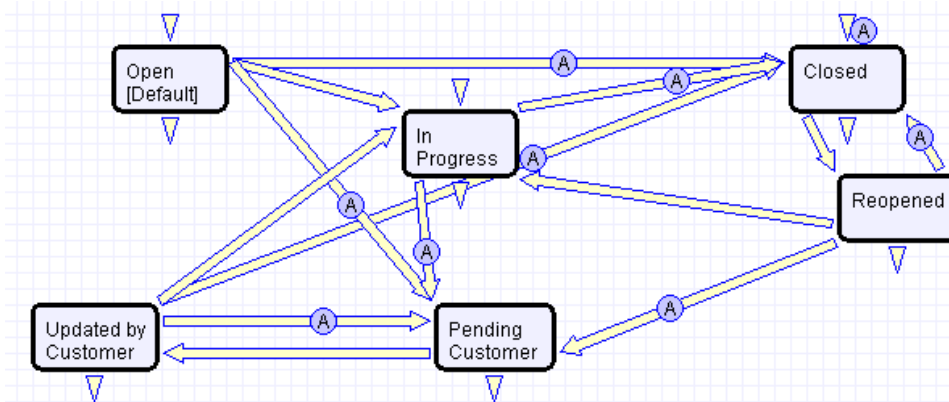 A
Open
[Default]
A
Closed
A
In
Progress
A
A
Reopened
A
A
A
Updated by
Customer
A
Pending
Customer